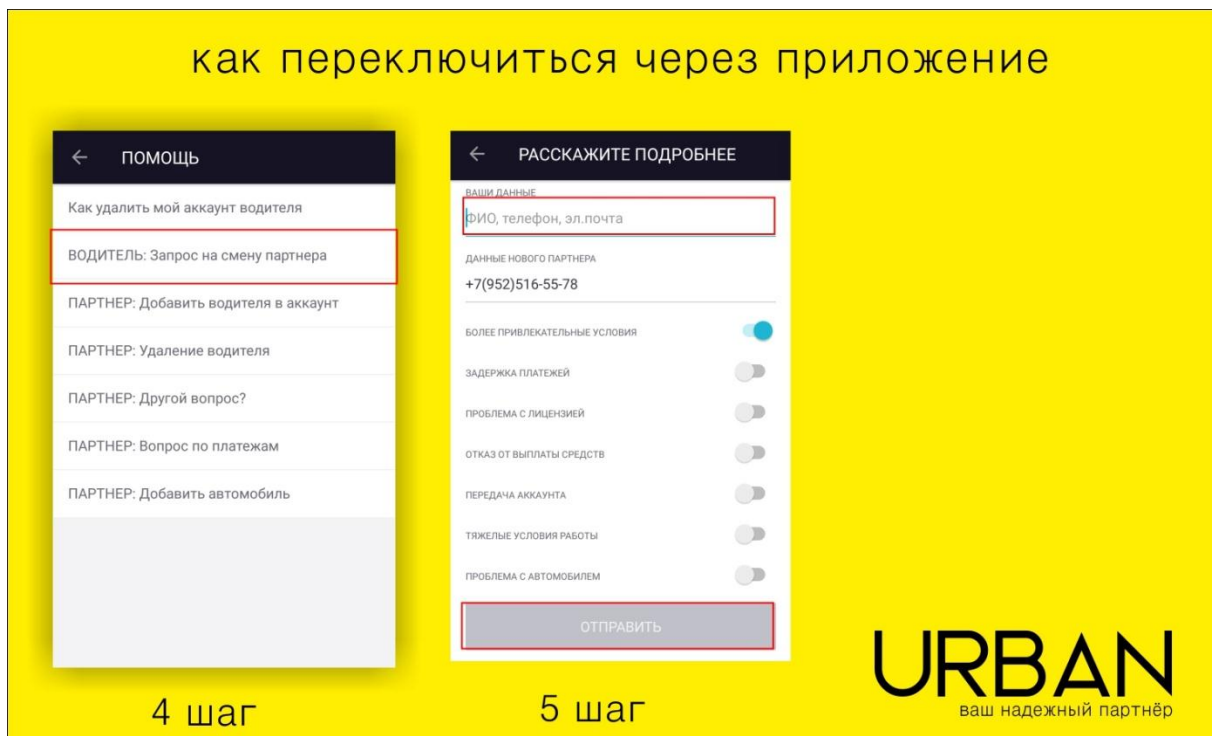 как переключиться через приложение
ПОМОЩЬ
Как удалить мой аккаунт водителя
ВОДИТЕЛЬ: Запрос на смену партнера
ПАРТНЕР: Добавить водителя в аккаунт
ПАРТНЕР: Удаление водителя
ПАРТНЕР: Другой вопрос?
ПАРТНЕР: Вопрос по платежам
ПАРТНЕР: Добавить автомобиль
4 шаг
РАССКАЖИТЕ ПОДРОБНЕЕ
ВАШИ ДАННЫЕ
ФИО, телефон, эл.почта
ДАННЫЕ НОВОГО ПАРТНЕРА
+7(952)516-55-78
БОЛЕЕ ПРИВЛЕКАТЕЛЬНЫЕ УСЛОВИЯ
ЗАДЕРЖКА ПЛАТЕЖЕЙ
ПРОБЛЕМА С ЛИЦЕНЗИЕЙ
ОТКАЗ ОТ ВЫПЛАТЫ СРЕДСТВ
ПЕРЕДАЧА АККАУНТА
ТЯЖЕЛЫЕ УСЛОВИЯ РАБОТЫ
ПРОБЛЕМА С АВТОМОБИЛЕМ
ОТПРАВИТЬ
5 шаг
URBAN
ваш надежный партнёр